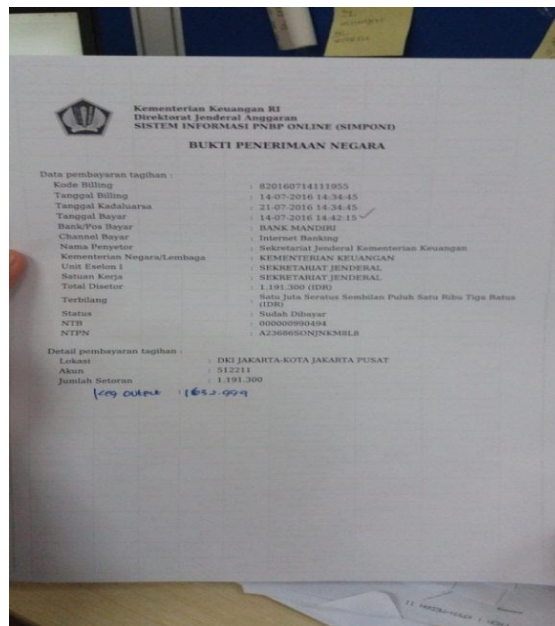 Kementerian Keuangan RI
Direktorat Jenderal Anggaran
SISTEM INFORMASI PNBP ONLINE (SIMPONI)
BUKTI PENERIMAAN NEGARA
Data pembayaran tagihan :
Kode Billing : 820160714111955
Tanggal Billing : 14-07-2016 14:34:45
Tanggal Kadaluarsa : 21-07-2016 14:34:45
Tanggal Bayar : 14-07-2016 14:42:15
Bank/Pos Bayar : BANK MANDIRI
Channel Bayar : Internet Banking
Nama Penyetor : Sekretariat Jenderal Kementerian Keuangan
Kementerian Negara/Lembaga : KEMENTERIAN KEUANGAN
Unit Eselon I : SEKRETARIAT JENDERAL
Satuan Kerja : SEKRETARIAT JENDERAL
Total Disetor : 1.191.300 (IDR)
Terbilang : Satu Juta Seratus Sembilan Puluh Satu Ribu Tiga Ratus
(IDR)
Status : Sudah Dibayar
NTB : 000000990494
NTPN : A23686SONJNKM8L8
Detail pembayaran tagihan :
Lokasi : DKI JAKARTA-KOTA JAKARTA PUSAT
Akun : 512211
Jumlah Setoran : 1.191.300
Keg output :